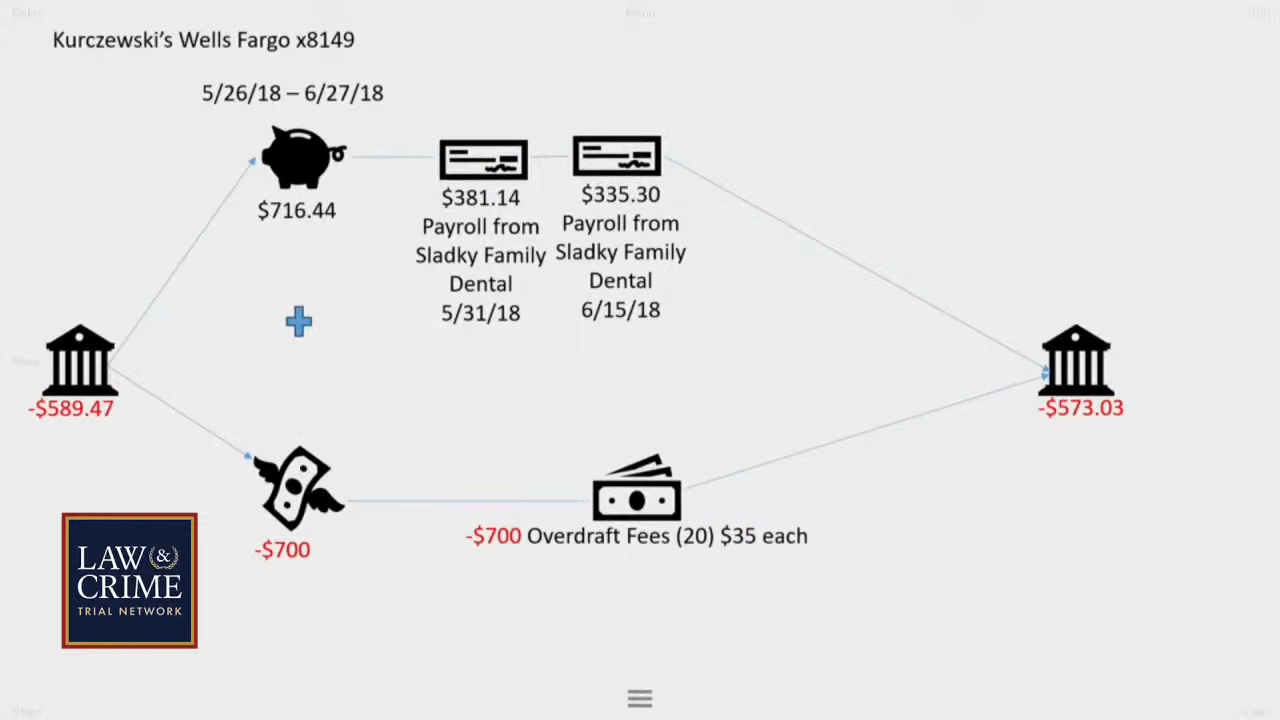 Kurczewski's Wells Fargo x8149
5/26/18 – 6/27/18
$716.44
$381.14
Payroll from
Sladky Family
Dental
5/31/18
$335.30
Payroll from
Sladky Family
Dental
6/15/18
-$589.47
-$573.03
-$700
-$700 Overdraft Fees (20) $35 each
LAW &
CRIME
TRIAL NETWORK